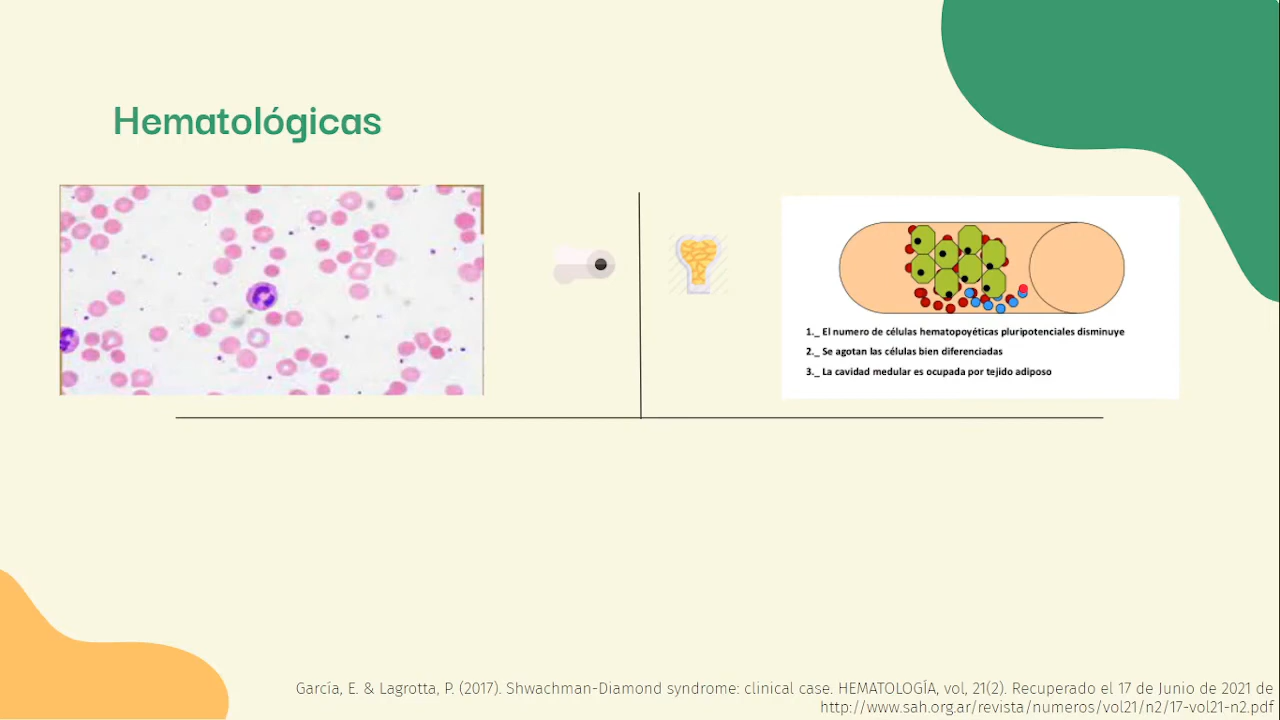 Hematológicas
1._ El numero de células hematopoyéticas pluripotenciales disminuye
2._ Se agotan las células bien diferenciadas
3._ La cavidad medular es ocupada por tejido adiposo
García, E. & Lagrotta, P. (2017). Shwachman-Diamond syndrome: clinical case. HEMATOLOGÍA, vol, 21(2). Recuperado el 17 de Junio de 2021 de
http://www.sah.org.ar/revista/numeros/vol21/n2/17-vol21-n2.pdf